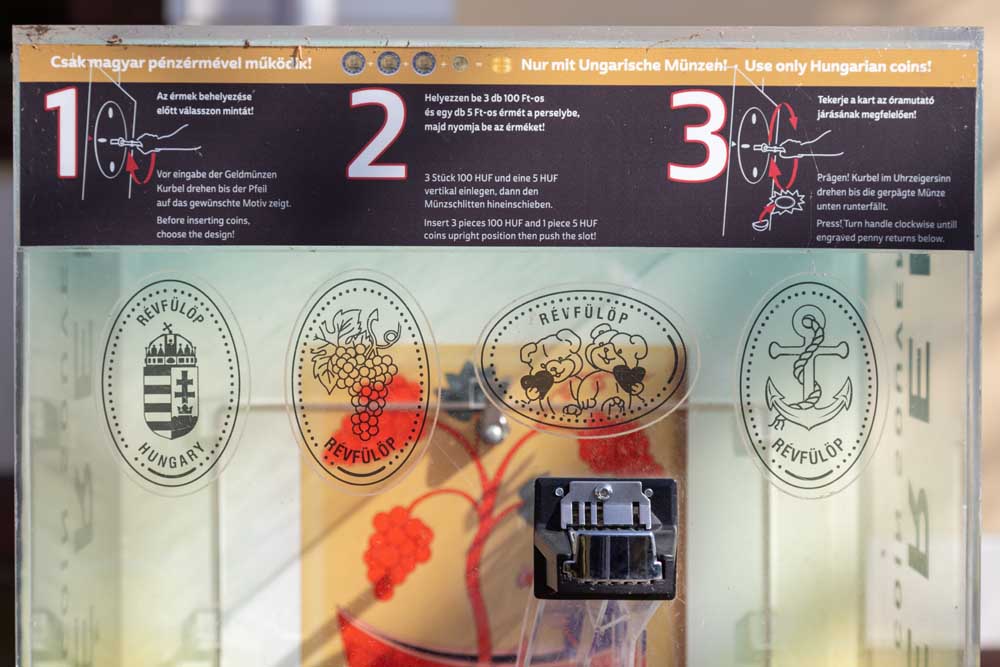 Csak magyar pénzérmével működik!
Nur mit Ungarische Münzen! • Use only Hungarian coins!
1
Az érmek behelyezése
előtt válasszon mintát!
Vor eingabe der Geldmünzen
Kurbel drehen bis der Pfeil
auf das gewünschte Motiv zeigt.
Before inserting coins,
choose the design!
2
Helyezzen be 3 db 100 Ft-os
és egy db 5 Ft-os érmét a perselybe,
majd nyomja be az érméket!
3 Stück 100 HUF und eine 5 HUF
vertikal einlegen, dann den
Münzschlitten hineinschieben.
Insert 3 pieces 100 HUF and 1 piece 5 HUF
coins upright position then push the slot!
3
Tekerje a kart az óramutató
járásának megfelelően!
Prägen! Kurbel im Uhrzeigersinn
drehen bis die gerpägte Münze
unten runterfällt.
Press! Turn handle clockwise untill
engraved penny returns below.
RÉVFÜLÖP
HUNGARY
RÉVFÜLÖP
RÉVFÜLÖP
RÉVFÜLÖP